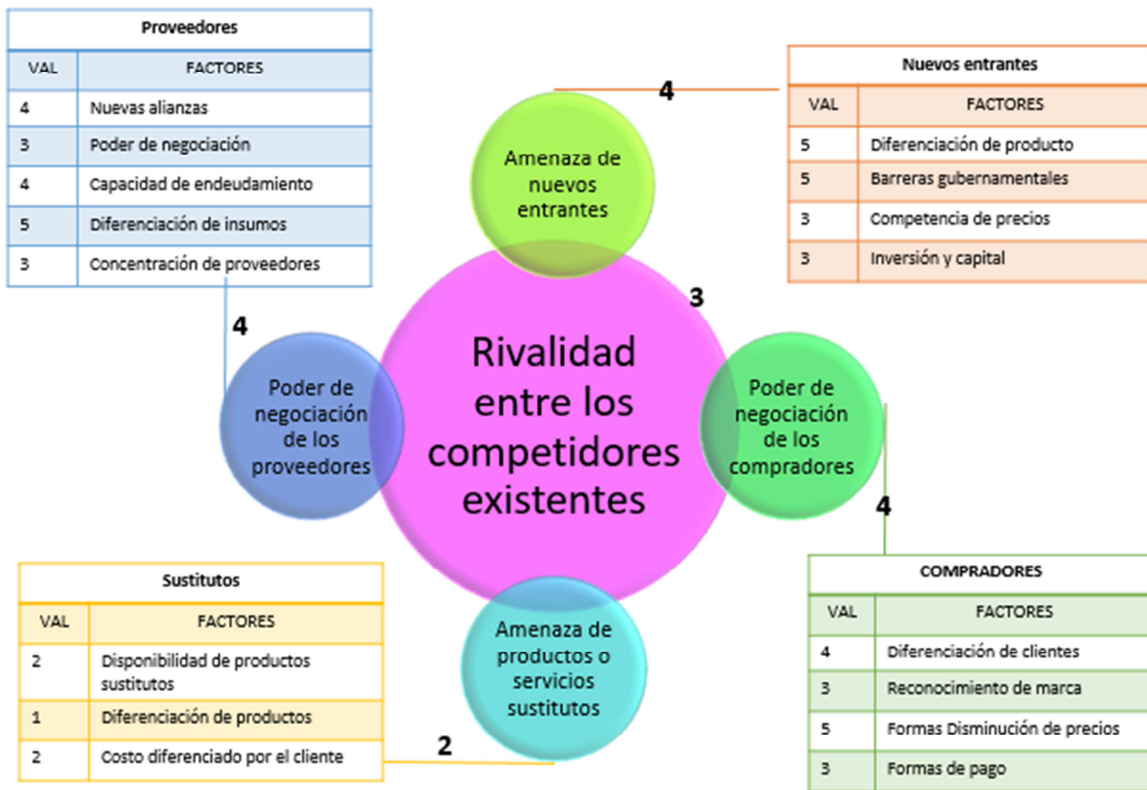 Proveedores
VAL FACTORES
4 Nuevas alianzas
3 Poder de negociación
4 Capacidad de endeudamiento
5 Diferenciación de insumos
3 Concentración de proveedores
4
Nuevos entrantes
VAL FACTORES
5 Diferenciación de producto
5 Barreras gubernamentales
3 Competencia de precios
3 Inversión y capital
4
Amenaza de
nuevos
entrantes
3
Rivalidad
entre los
competidores
existentes
Poder de
negociación
de los
proveedores
Poder de
negociación
de los
compradores
4
Sustitutos
VAL FACTORES
2 Disponibilidad de productos
sustitutos
1 Diferenciación de productos
2 Costo diferenciado por el cliente
2
Amenaza de
productos o
servicios
sustitutos
COMPRADORES
VAL FACTORES
4 Diferenciación de clientes
3 Reconocimiento de marca
5 Formas Disminución de precios
3 Formas de pago